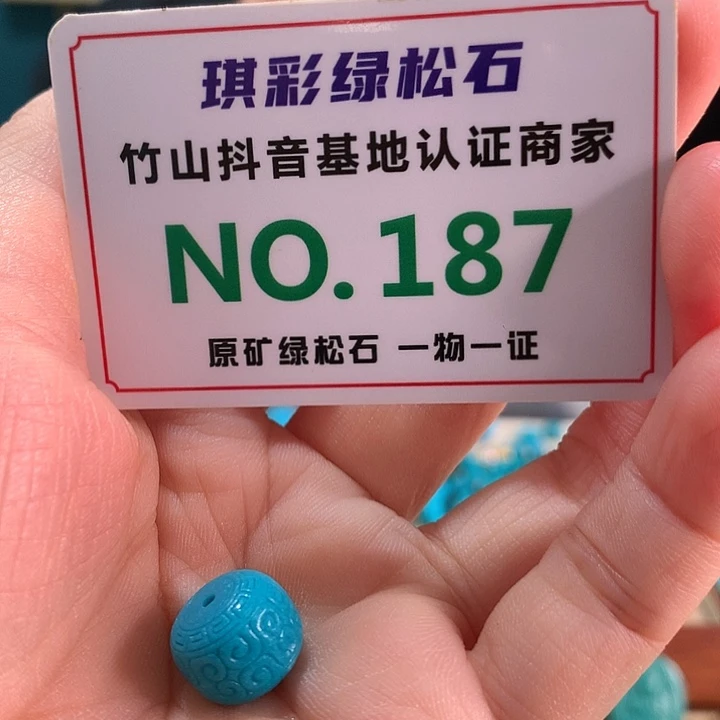 琪彩绿松石
竹山抖音基地认证商家
NO.187
原矿绿松石 一物一证